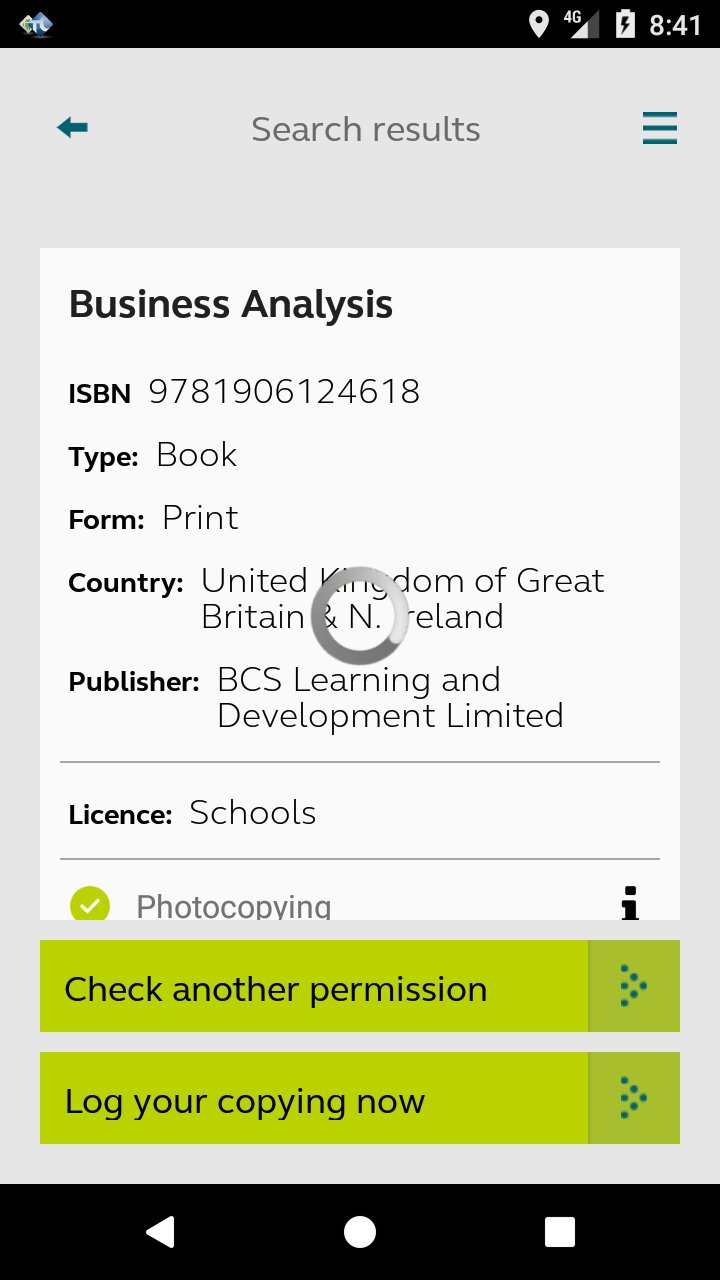 4G 8:41
Search results
Business Analysis
ISBN 9781906124618
Type: Book
Form: Print
Country: United Kingdom of Great
Britain & N. Ireland
Publisher: BCS Learning and
Development Limited
Licence: Schools
Photocopying
Check another permission
Log your copying now